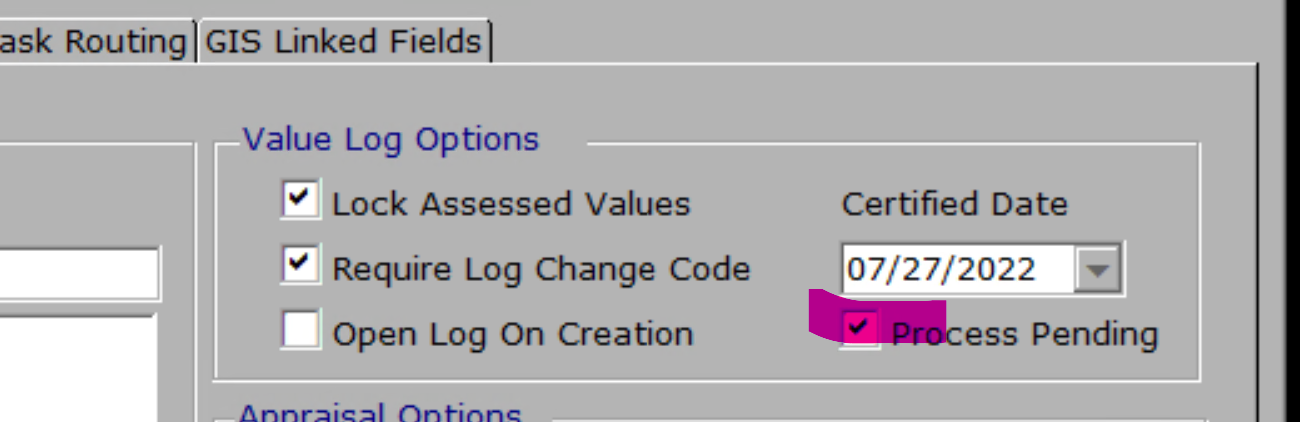 ask Routing GIS Linked Fields
Value Log Options
Lock Assessed Values Certified Date
Require Log Change Code 07/27/2022
Open Log On Creation Process Pending
Appraisal Options